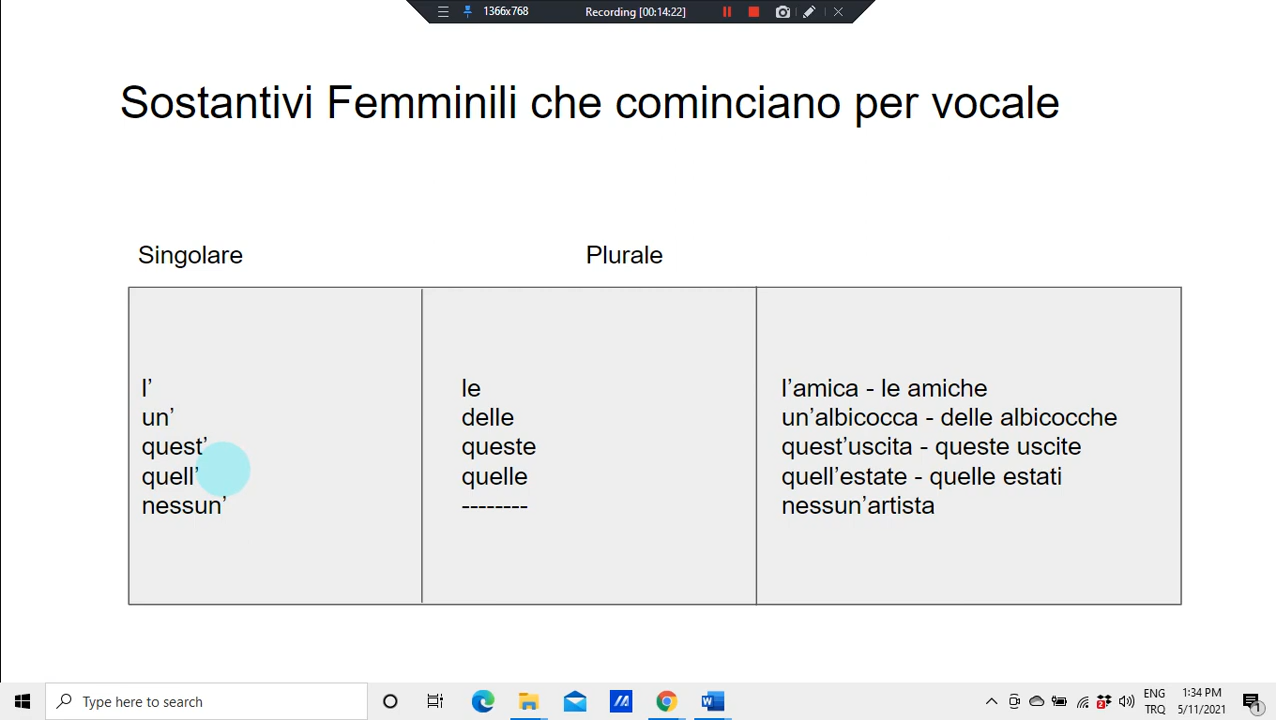 1366x768 Recording [00:14:22]
Sostantivi Femminili che cominciano per vocale
Singolare Plurale
l’ le l’amica - le amiche
un’ delle un’albicocca - delle albicocche
quest’ queste quest’uscita - queste uscite
quell’ quelle quell’estate - quelle estati
nessun’ -------- nessun’artista
Type here to search
ENG 1:34 PM
TRQ 5/11/2021
2
1